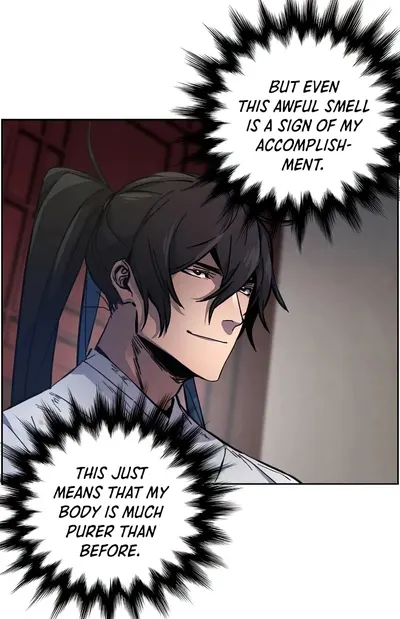 BUT EVEN
THIS AWFUL SMELL
IS A SIGN OF MY
ACCOMPLISH-
MENT.
THIS JUST
MEANS THAT MY
BODY IS MUCH
PURER THAN
BEFORE.